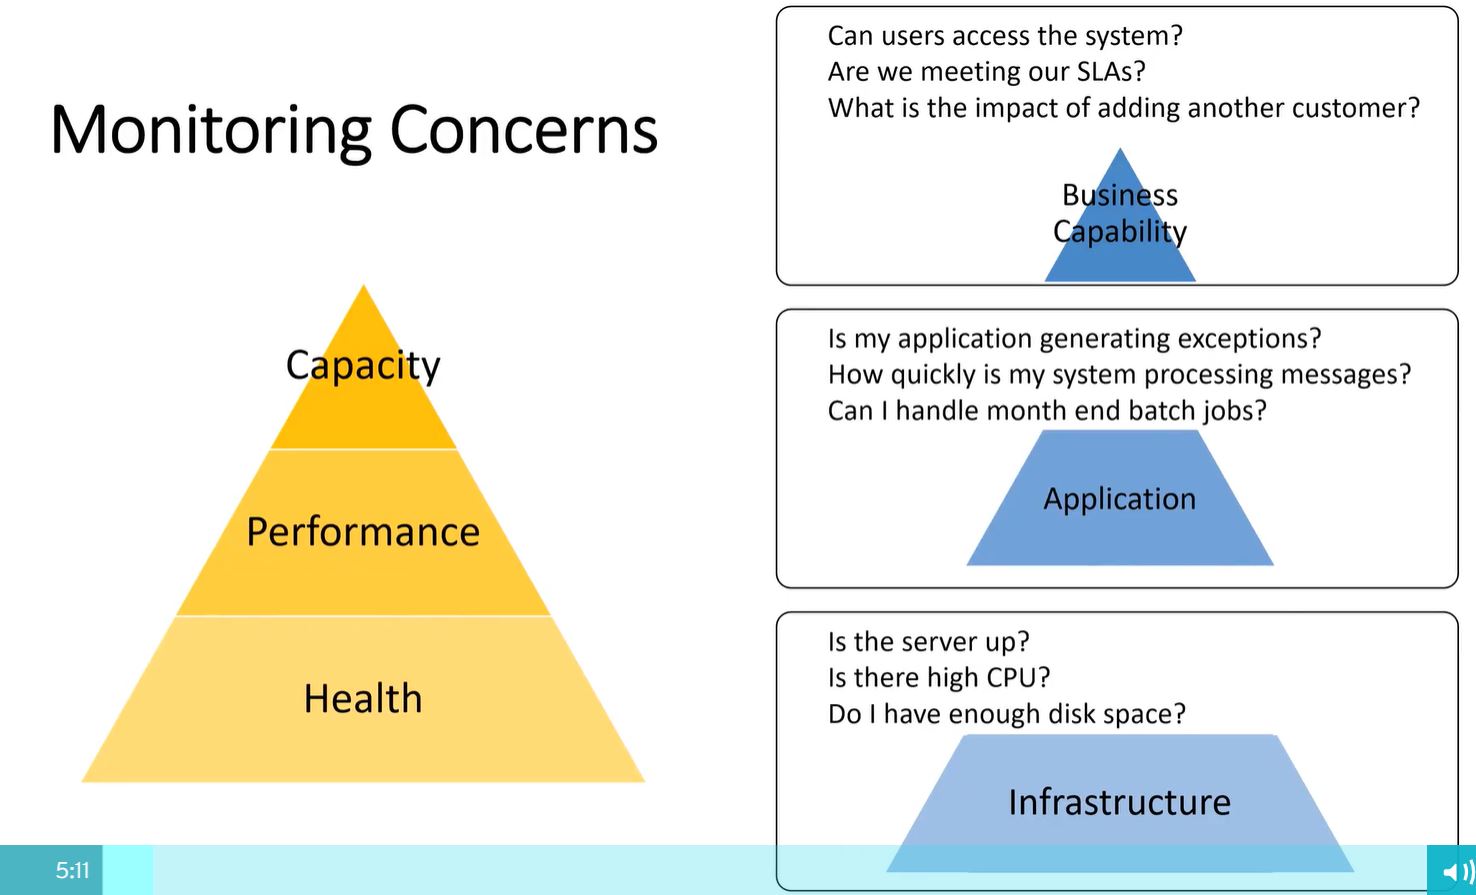 Monitoring Concerns
Capacity
Performance
Health
Can users access the system?
Are we meeting our SLAs?
What is the impact of adding another customer?
Business
Capability
Is my application generating exceptions?
How quickly is my system processing messages?
Can I handle month end batch jobs?
Application
Is the server up?
Is there high CPU?
Do I have enough disk space?
Infrastructure
5:11